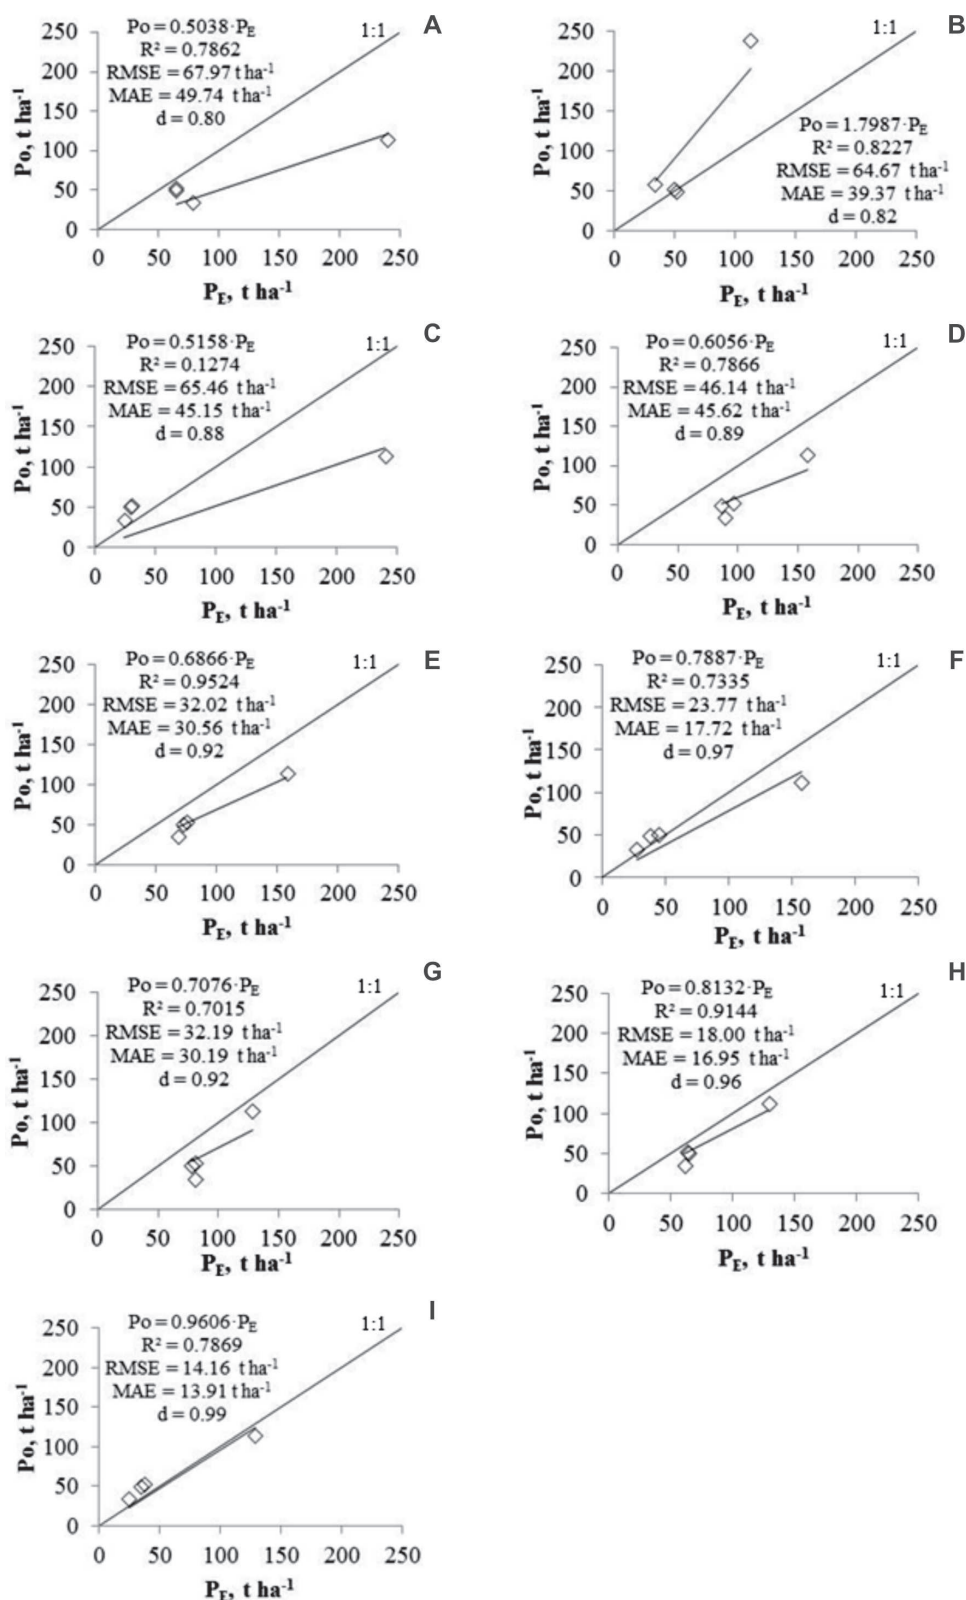 A
Po = 0.5038·PE
R² = 0.7862
RMSE = 67.97 t ha-1
MAE = 49.74 t ha-1
d = 0.80
1:1
Po, t ha-1
250
200
150
100
50
0
0 50 100 150 200 250
PE, t ha-1
B
1:1
Po = 1.7987·PE
R² = 0.8227
RMSE = 64.67 t ha-1
MAE = 39.37 t ha-1
d = 0.82
Po, t ha-1
250
200
150
100
50
0
0 50 100 150 200 250
PE, t ha-1
C
Po = 0.5158·PE
R² = 0.1274
RMSE = 65.46 t ha-1
MAE = 45.15 t ha-1
d = 0.88
1:1
Po, t ha-1
250
200
150
100
50
0
0 50 100 150 200 250
PE, t ha-1
D
Po = 0.6056·PE
R² = 0.7866
RMSE = 46.14 t ha-1
MAE = 45.62 t ha-1
d = 0.89
1:1
Po, t ha-1
250
200
150
100
50
0
0 50 100 150 200 250
PE, t ha-1
E
Po = 0.6866·PE
R² = 0.9524
RMSE = 32.02 t ha-1
MAE = 30.56 t ha-1
d = 0.92
1:1
Po, t ha-1
250
200
150
100
50
0
0 50 100 150 200 250
PE, t ha-1
F
Po = 0.7887·PE
R² = 0.7335
RMSE = 23.77 t ha-1
MAE = 17.72 t ha-1
d = 0.97
1:1
Po, t ha-1
250
200
150
100
50
0
0 50 100 150 200 250
PE, t ha-1
G
Po = 0.7076·PE
R² = 0.7015
RMSE = 32.19 t ha-1
MAE = 30.19 t ha-1
d = 0.92
1:1
Po, t ha-1
250
200
150
100
50
0
0 50 100 150 200 250
PE, t ha-1
H
Po = 0.8132·PE
R² = 0.9144
RMSE = 18.00 t ha-1
MAE = 16.95 t ha-1
d = 0.96
1:1
Po, t ha-1
250
200
150
100
50
0
0 50 100 150 200 250
PE, t ha-1
I
Po = 0.9606·PE
R² = 0.7869
RMSE = 14.16 t ha-1
MAE = 13.91 t ha-1
d = 0.99
1:1
Po, t ha-1
250
200
150
100
50
0
0 50 100 150 200 250
PE, t ha-1